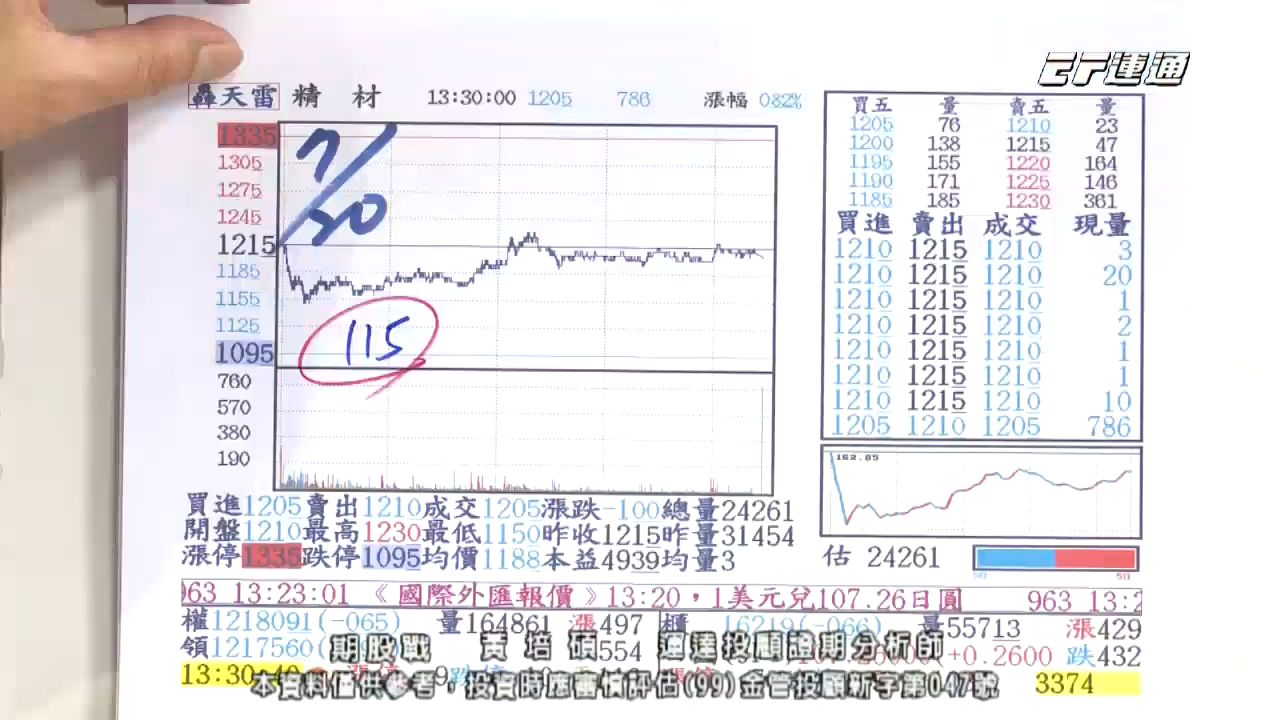 運通
轟天雷 精材 13:30:00 1205 786 漲幅 082%
7/30
115
1335
1305
1275
1245
1215
1185
1155
1125
1095
760
570
380
190
買五 量 賣五 量
1205 76 1210 23
1200 138 1215 47
1195 155 1220 164
1190 171 1225 146
1185 185 1230 361
買進 賣出 成交 現量
1210 1215 1210 3
1210 1215 1210 20
1210 1215 1210 1
1210 1215 1210 2
1210 1215 1210 1
1210 1215 1210 1
1210 1215 1210 10
1205 1210 1205 786
162.85
估 24261
50 50
買進1205賣出1210成交1205漲跌-100總量24261
開盤1210最高1230最低1150昨收1215昨量31454
漲停1335跌停1095均價1188本益4939均量3
963 13:23:01 《國際外匯報價》13:20，1美元兌107.26日圓 963 13:2
權1218091(-065) 量164861 漲497 櫃 16219(-066) 量55713 漲429
領1217560 554 (+0.2600 跌432
13:30 3374
期股戰 黃培碩 運達投顧證期分析師
本資料僅供參考，投資時應審慎評估(99)金管投顧新字第047號